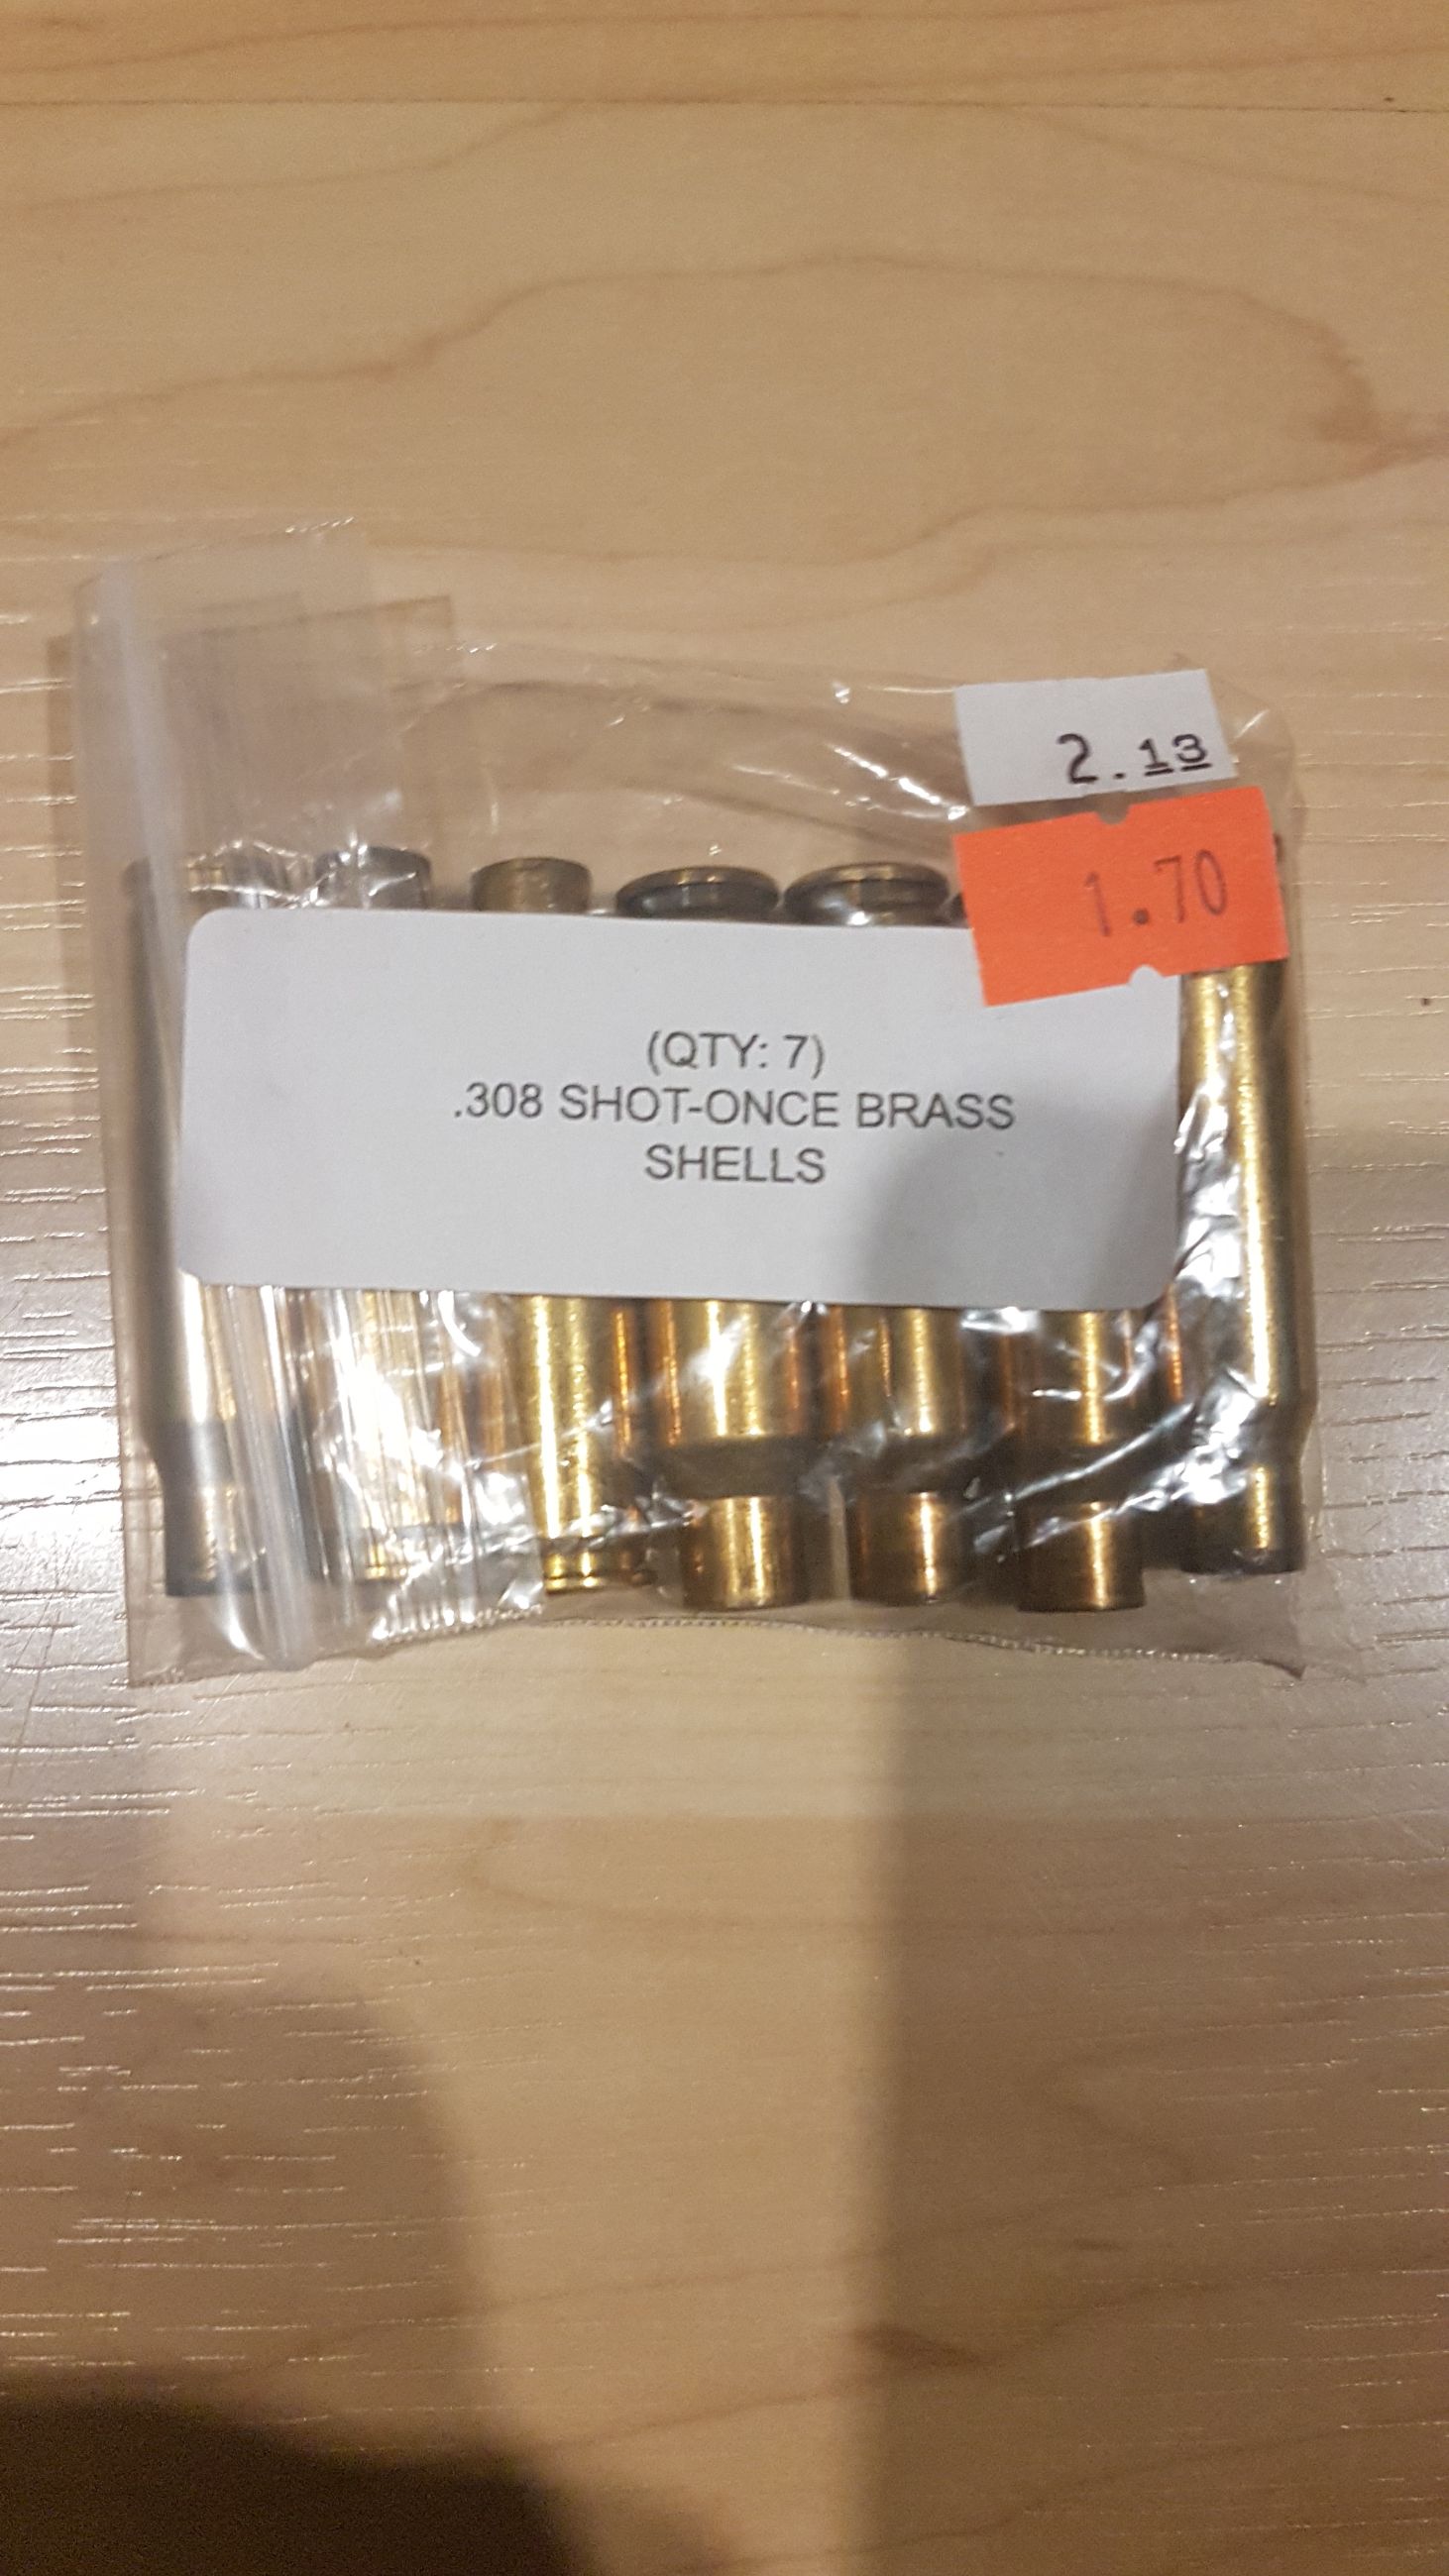 2.13
1.70
(QTY: 7)
.308 SHOT-ONCE BRASS
SHELLS